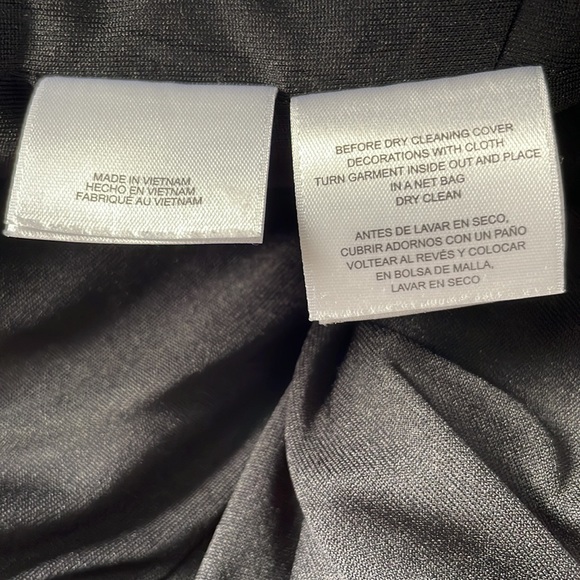 MADE IN VIETNAM
HECHO EN VIETNAM
FABRIQUÉ AU VIETNAM
BEFORE DRY CLEANING COVER
DECORATIONS WITH CLOTH
TURN GARMENT INSIDE OUT AND PLACE
IN A NET BAG
DRY CLEAN
ANTES DE LAVAR EN SECO,
CUBRIR ADORNOS CON UN PAÑO
VOLTEAR AL REVÉS Y COLOCAR
EN BOLSA DE MALLA,
LAVAR EN SECO